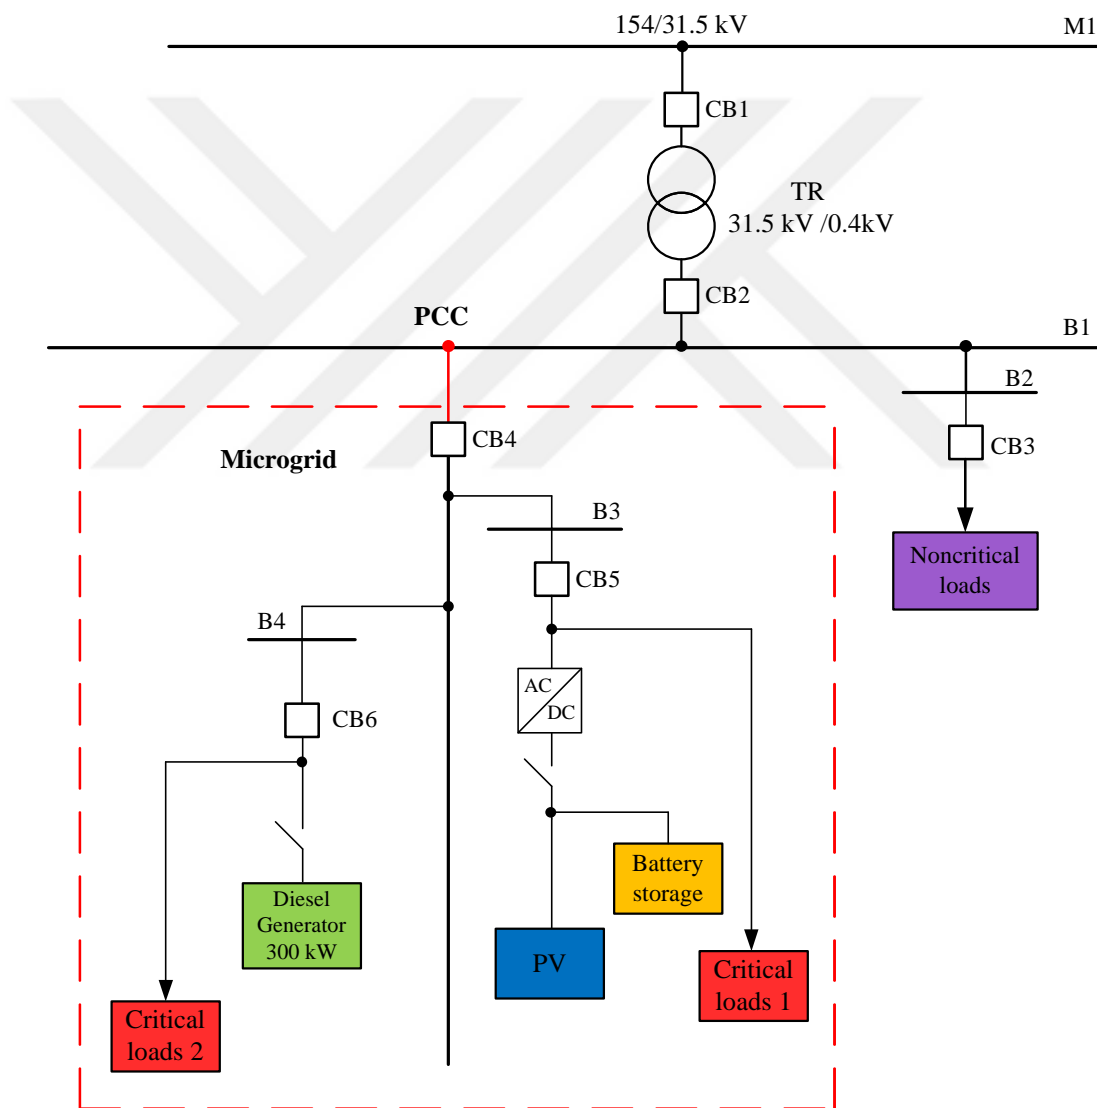 154/31.5 kV
M1
CB1
TR
31.5 kV /0.4kV
CB2
PCC
B1
B2
CB4
CB3
Microgrid
B3
Noncritical
loads
CB5
B4
AC
DC
CB6
Battery
storage
Diesel
Generator
300 kW
PV
Critical
loads 1
Critical
loads 2